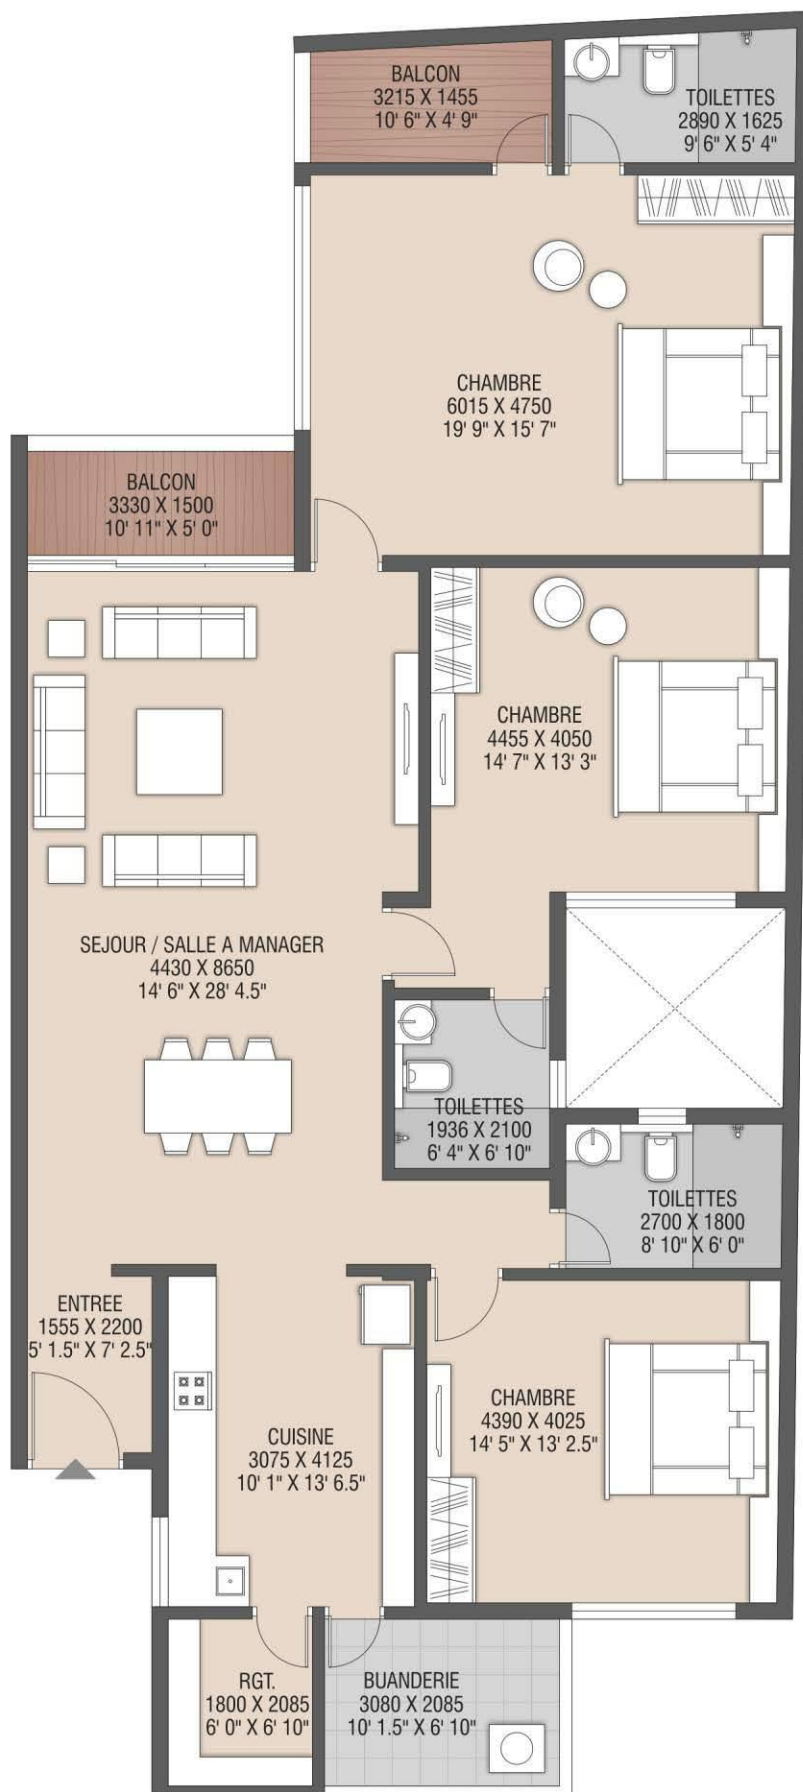 BALCON
3215 X 1455
10' 6" X 4' 9"
TOILETTES
2890 X 1625
9' 6" X 5' 4"
CHAMBRE
6015 X 4750
19' 9" X 15' 7"
BALCON
3330 X 1500
10' 11" X 5' 0"
CHAMBRE
4455 X 4050
14' 7" X 13' 3"
SEJOUR / SALLE A MANAGER
4430 X 8650
14' 6" X 28' 4.5"
TOILETTES
1936 X 2100
6' 4" X 6' 10"
TOILETTES
2700 X 1800
8' 10" X 6' 0"
ENTREE
1555 X 2200
5' 1.5" X 7' 2.5"
CHAMBRE
4390 X 4025
14' 5" X 13' 2.5"
CUISINE
3075 X 4125
10' 1" X 13' 6.5"
RGT.
1800 X 2085
6' 0" X 6' 10"
BUANDERIE
3080 X 2085
10' 1.5" X 6' 10"